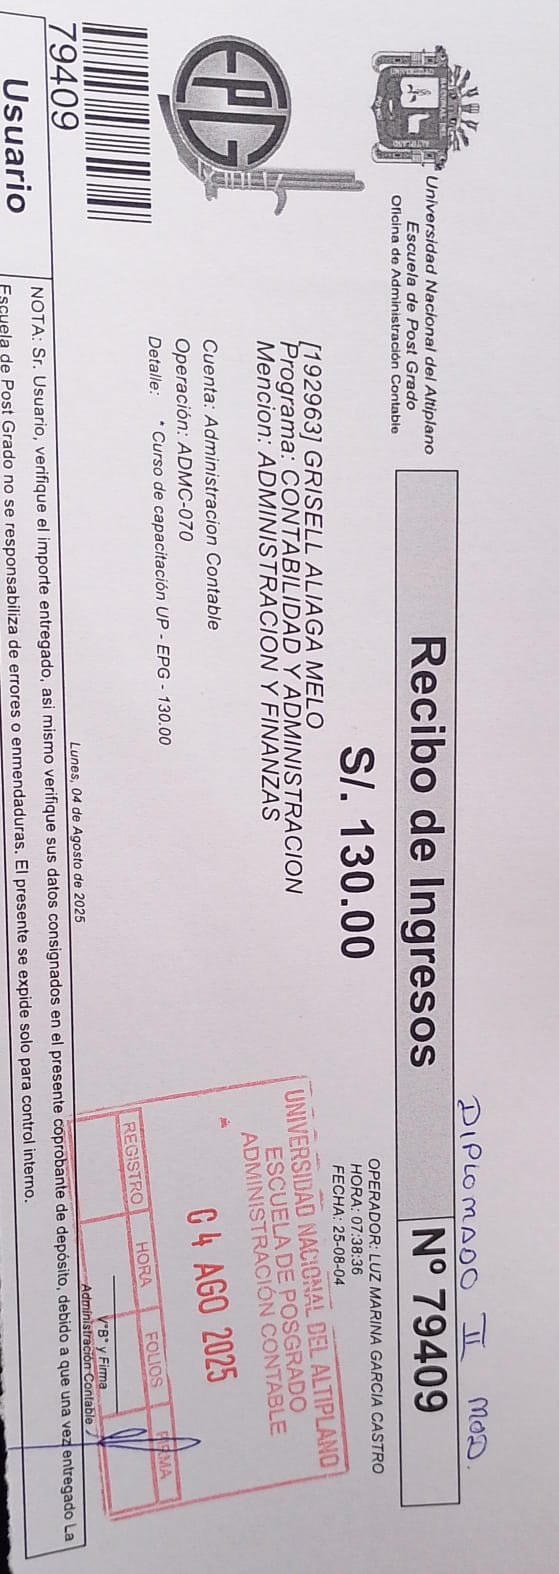 DIPLOMADO II MOD.
Universidad Nacional del Altiplano
Escuela de Post Grado
Oficina de Administración Contable
Recibo de Ingresos
Nº 79409
S/. 130.00
OPERADOR: LUZ MARINA GARCIA CASTRO
HORA: 07:38:36
FECHA: 25-08-04
EPG
[192963] GRISELL ALIAGA MELO
Programa: CONTABILIDAD Y ADMINISTRACION
Mencion: ADMINISTRACION Y FINANZAS
Cuenta: Administracion Contable
Operación: ADMC-070
Detalle: * Curso de capacitación UP - EPG - 130.00
UNIVERSIDAD NACIONAL DEL ALTIPLANO
ESCUELA DE POSGRADO
ADMINISTRACIÓN CONTABLE
04 AGO 2025
REGISTRO HORA FOLIOS FIRMA
79409
Lunes, 04 de Agosto de 2025
V°B° y Firma
Administración Contable
Usuario
NOTA: Sr. Usuario, verifique el importe entregado, asi mismo verifique sus datos consignados en el presente coprobante de depósito, debido a que una vez entregado La
Escuela de Post Grado no se responsabiliza de errores o enmendaduras. El presente se expide solo para control interno.